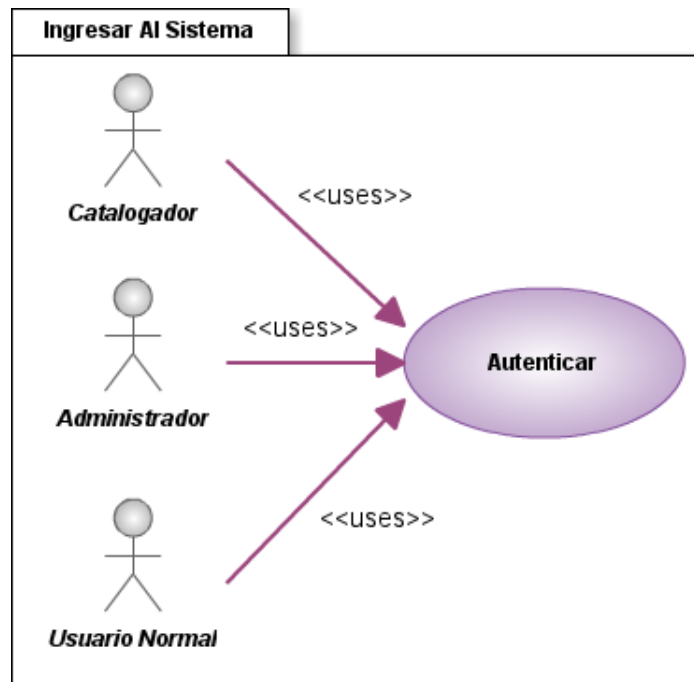 Ingresar Al Sistema
<<uses>>
Catalogador
<<uses>>
Autenticar
Administrador
<<uses>>
Usuario Normal